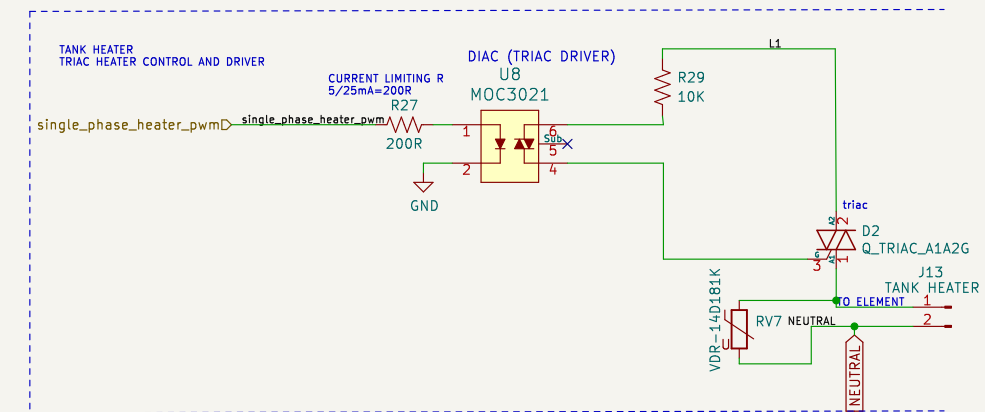 TANK HEATER
TRIAC HEATER CONTROL AND DRIVER
single_phase_heater_pwm
single_phase_heater_pwm
CURRENT LIMITING R
5/25mA=200R
R27
200R
GND
DIAC (TRIAC DRIVER)
U8
MOC3021
1
2
6
Sub
5
4
R29
10K
L1
triac
A2
2
D2
Q_TRIAC_A1A2G
G
3
A1
1
J13
TANK HEATER
TO ELEMENT
1
2
VDR-14D181K
U
RV7
NEUTRAL
NEUTRAL